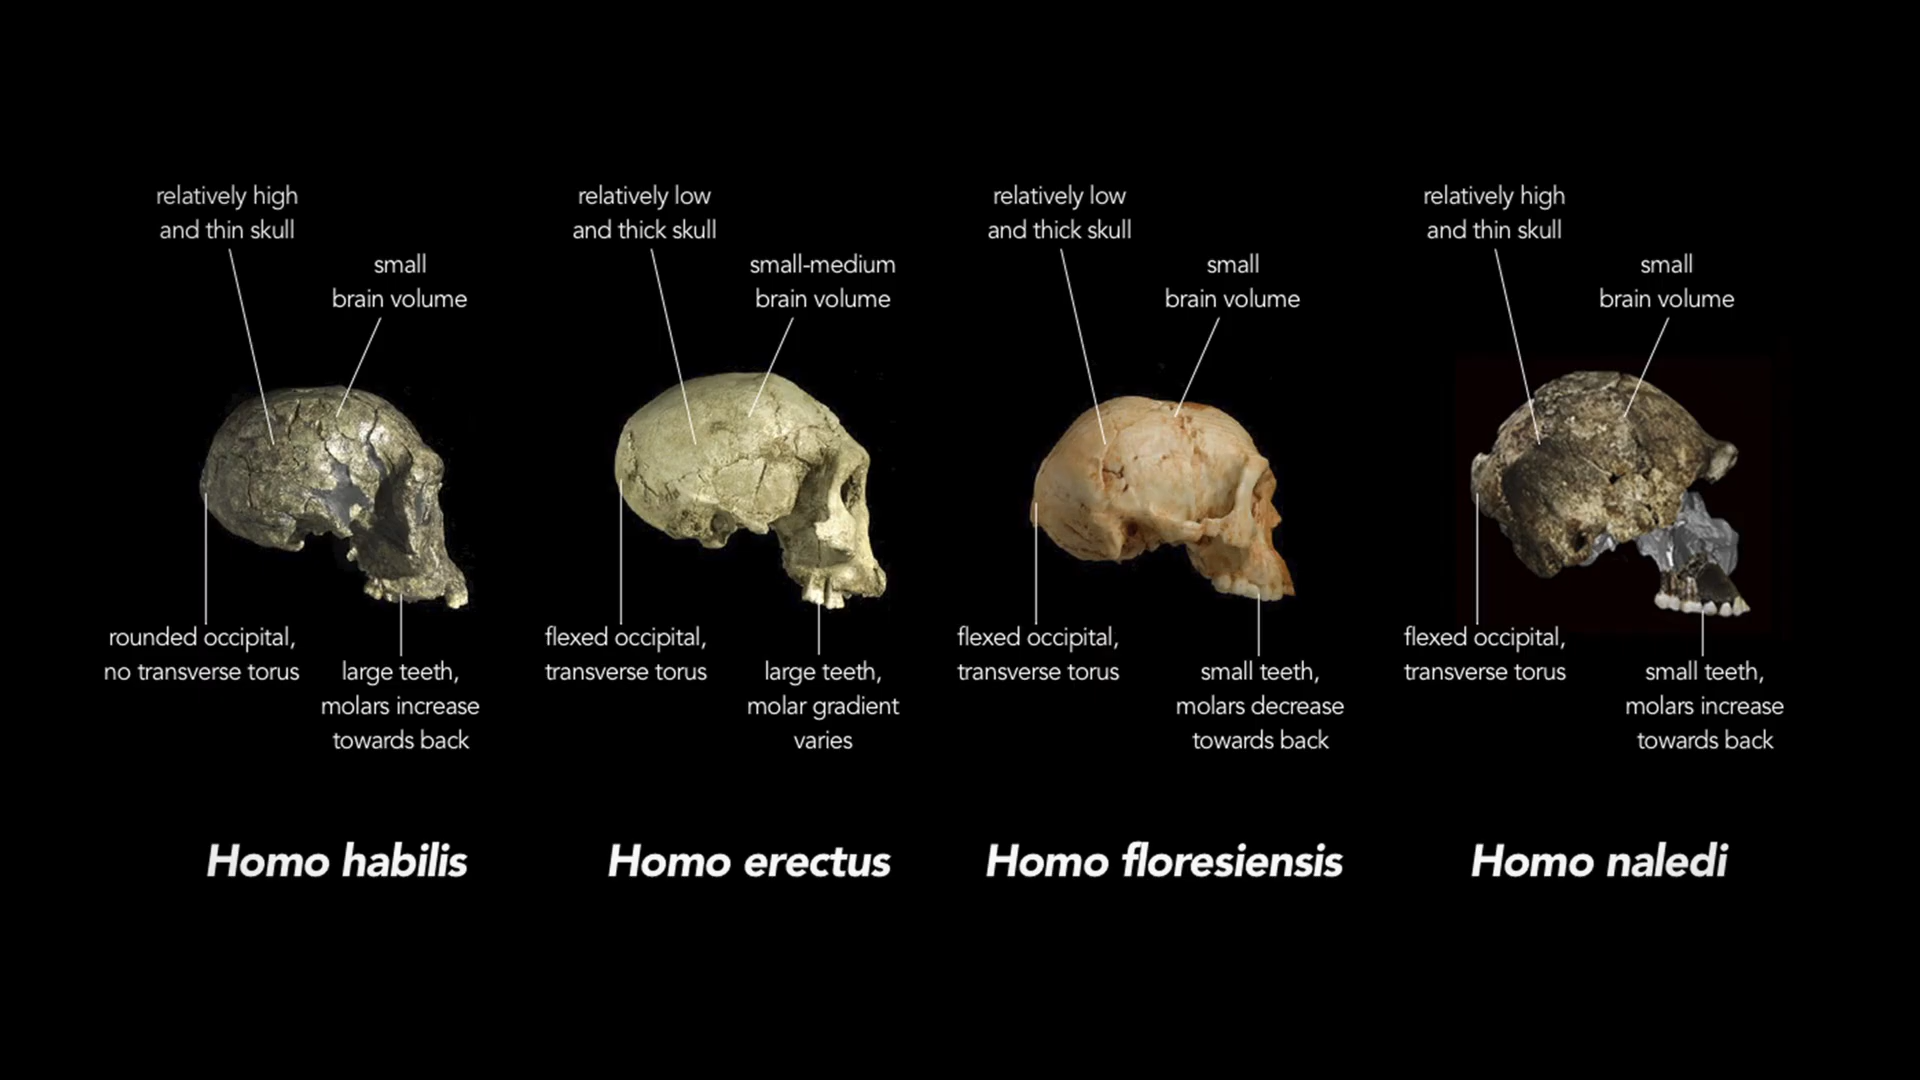 relatively high
and thin skull
small
brain volume
rounded occipital,
no transverse torus
large teeth,
molars increase
towards back
Homo habilis
relatively low
and thick skull
small-medium
brain volume
flexed occipital,
transverse torus
large teeth,
molar gradient
varies
Homo erectus
relatively low
and thick skull
small
brain volume
flexed occipital,
transverse torus
small teeth,
molars decrease
towards back
Homo floresiensis
relatively high
and thin skull
small
brain volume
flexed occipital,
transverse torus
small teeth,
molars increase
towards back
Homo naledi